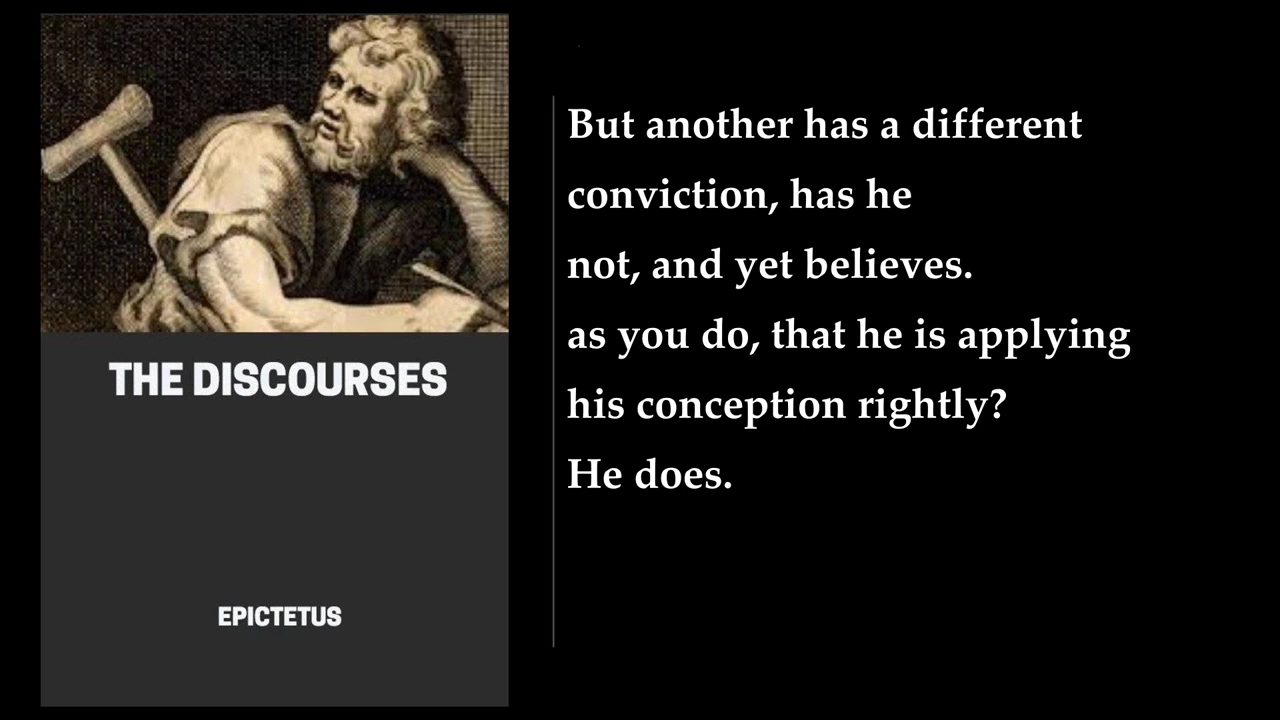 THE DISCOURSES
EPICTETUS
But another has a different
conviction, has he
not, and yet believes.
as you do, that he is applying
his conception rightly?
He does.